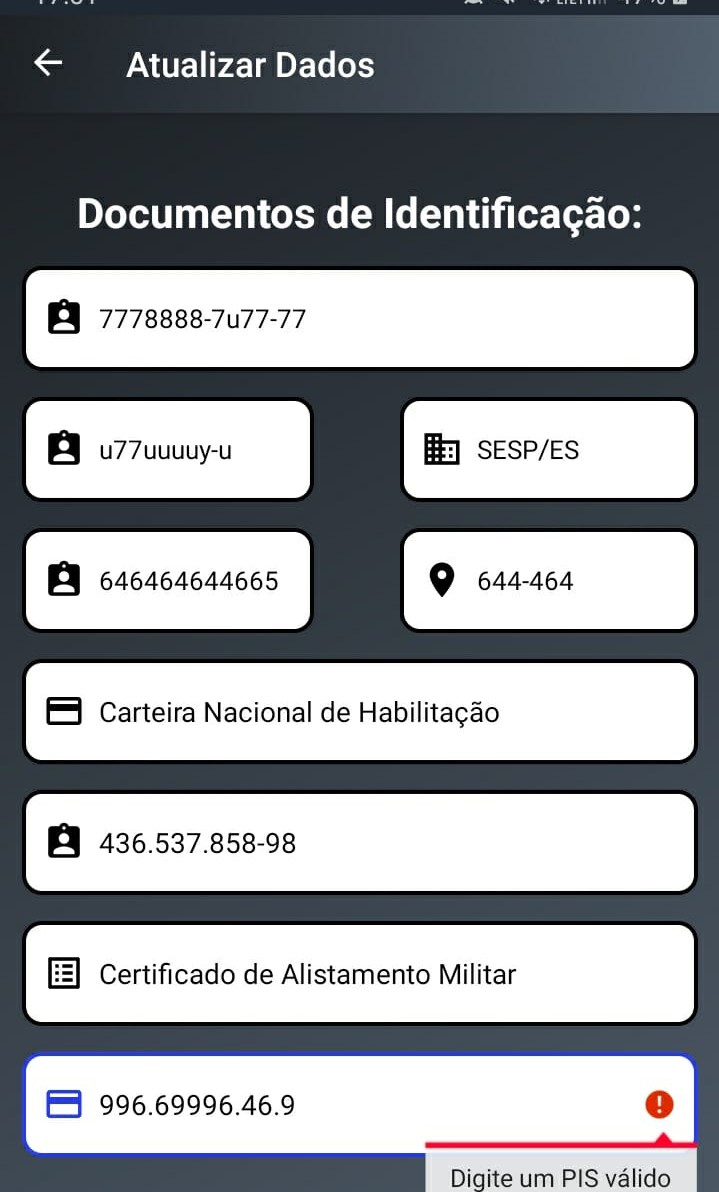 Atualizar Dados
Documentos de Identificação:
7778888-7u77-77
u77uuuuy-u
SESP/ES
646464644665
644-464
Carteira Nacional de Habilitação
436.537.858-98
Certificado de Alistamento Militar
996.69996.46.9
Digite um PIS válido